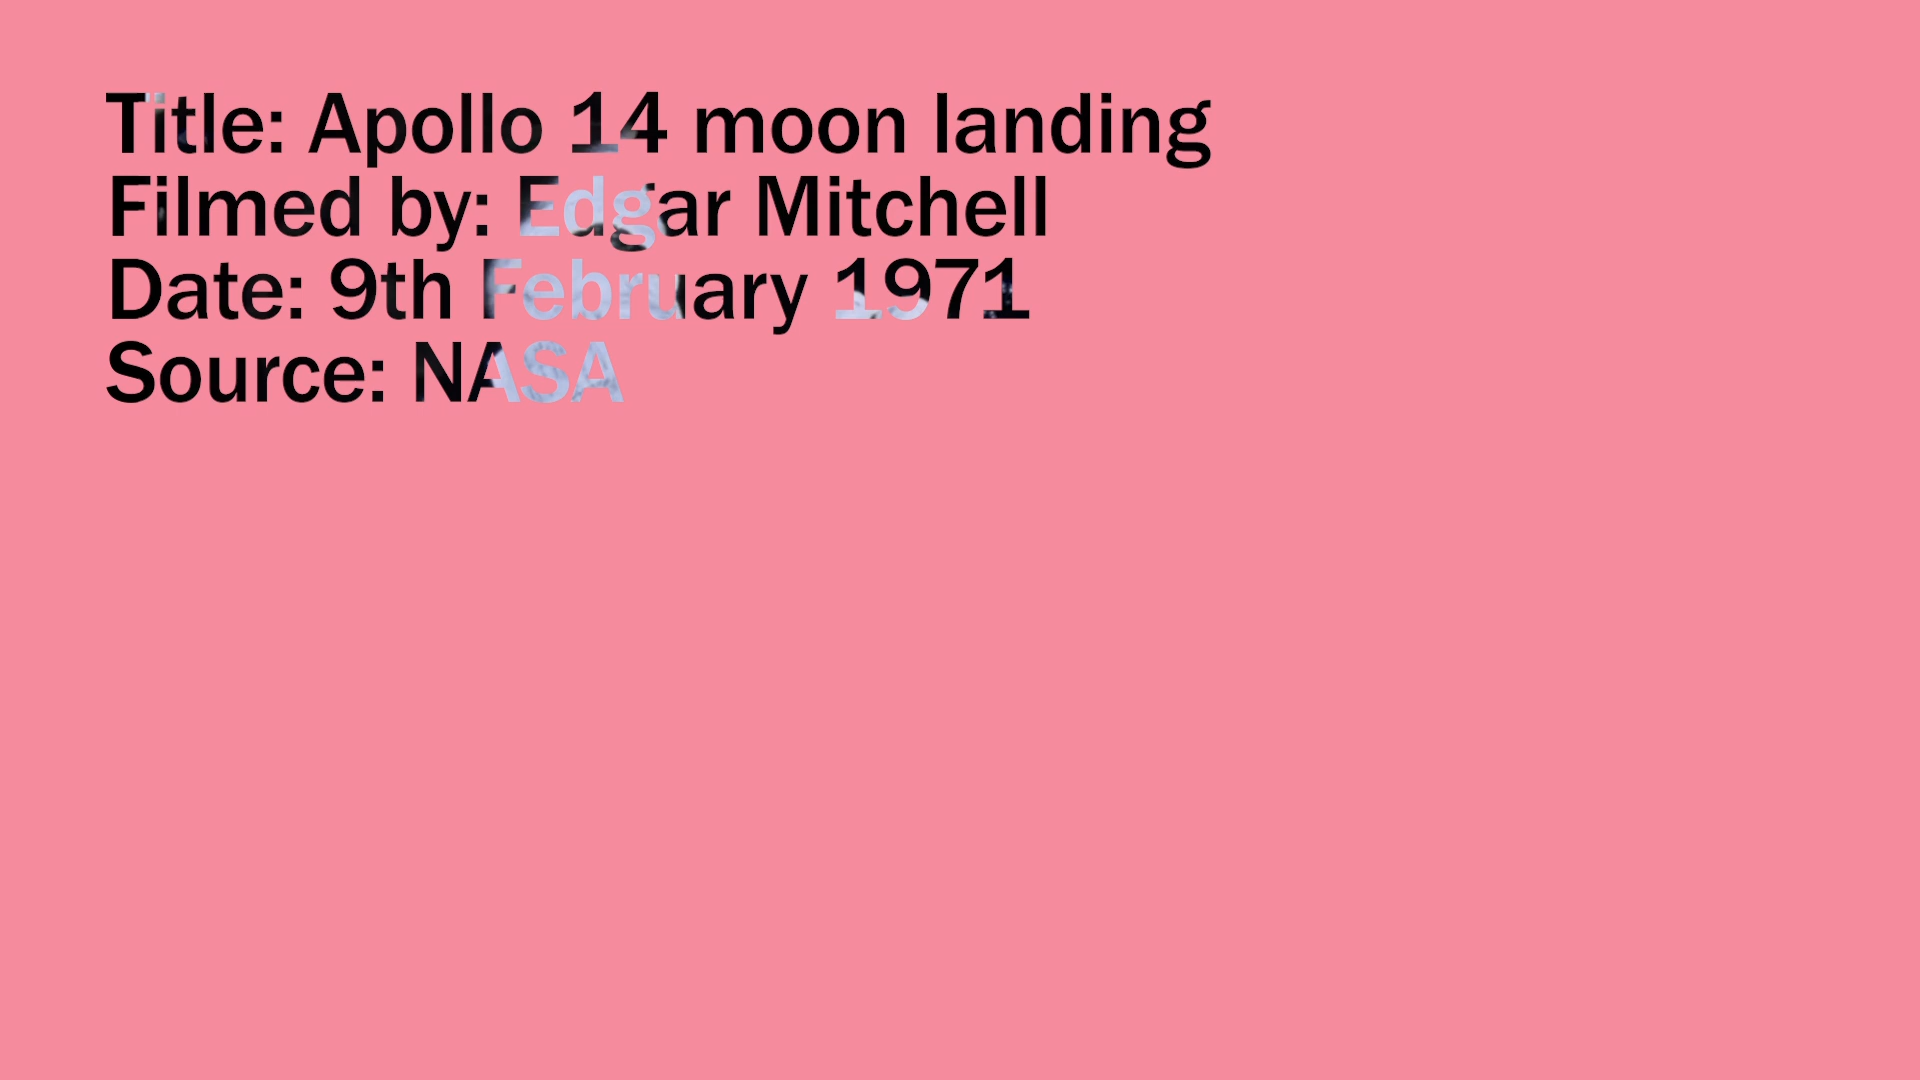 Title: Apollo 14 moon landing
Filmed by: Edgar Mitchell
Date: 9th February 1971
Source: NASA